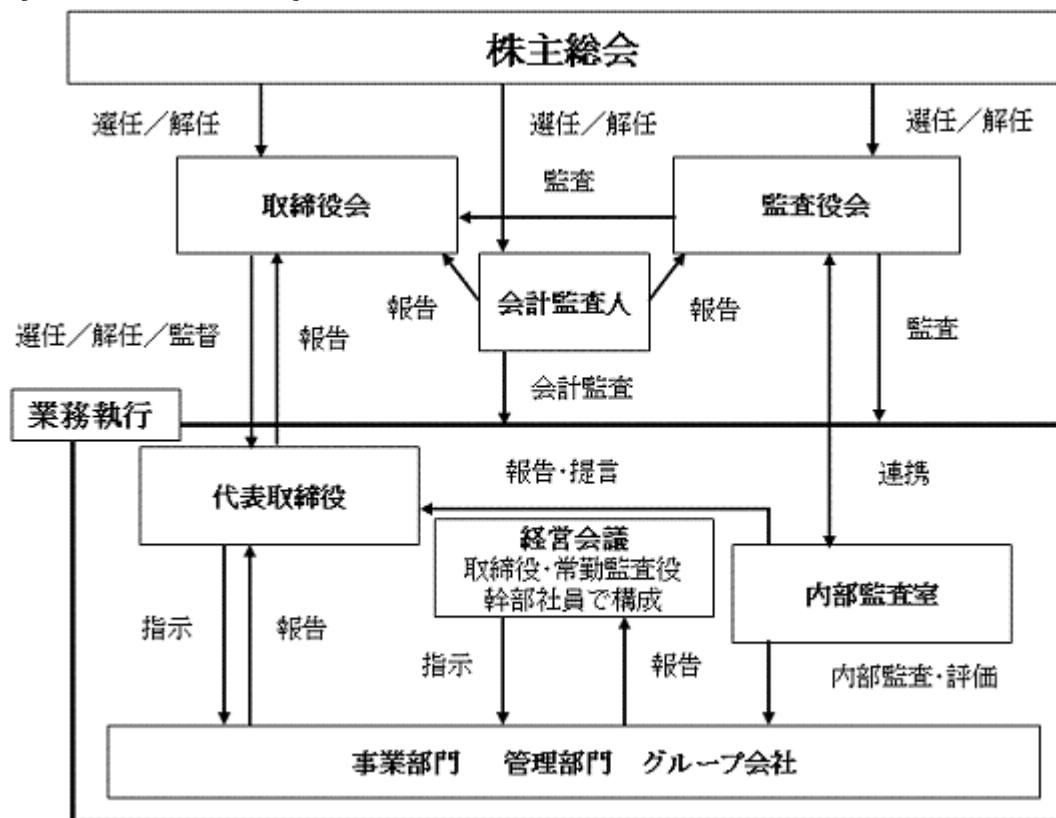 株主総会
選任／解任
選任／解任
選任／解任
取締役会
監査
監査役会
会計監査人
報告
報告
選任／解任／監督
報告
監査
会計監査
業務執行
代表取締役
報告・提言
連携
経営会議
取締役・常勤監査役
幹部社員で構成
内部監査室
指示
報告
指示
報告
内部監査・評価
事業部門　管理部門　グループ会社